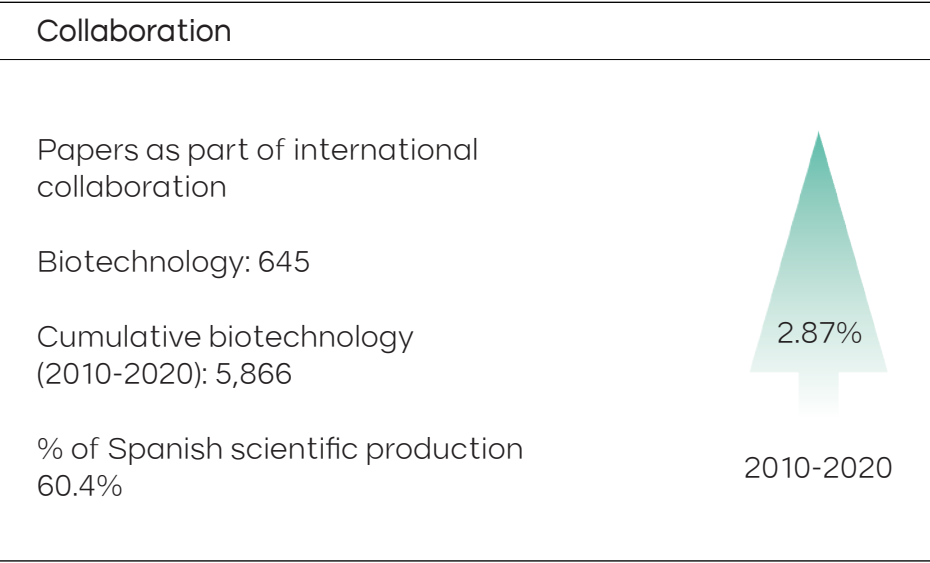 Collaboration
Papers as part of international
collaboration
Biotechnology: 645
Cumulative biotechnology
(2010-2020): 5,866
% of Spanish scientific production
60.4%
2.87%
2010-2020